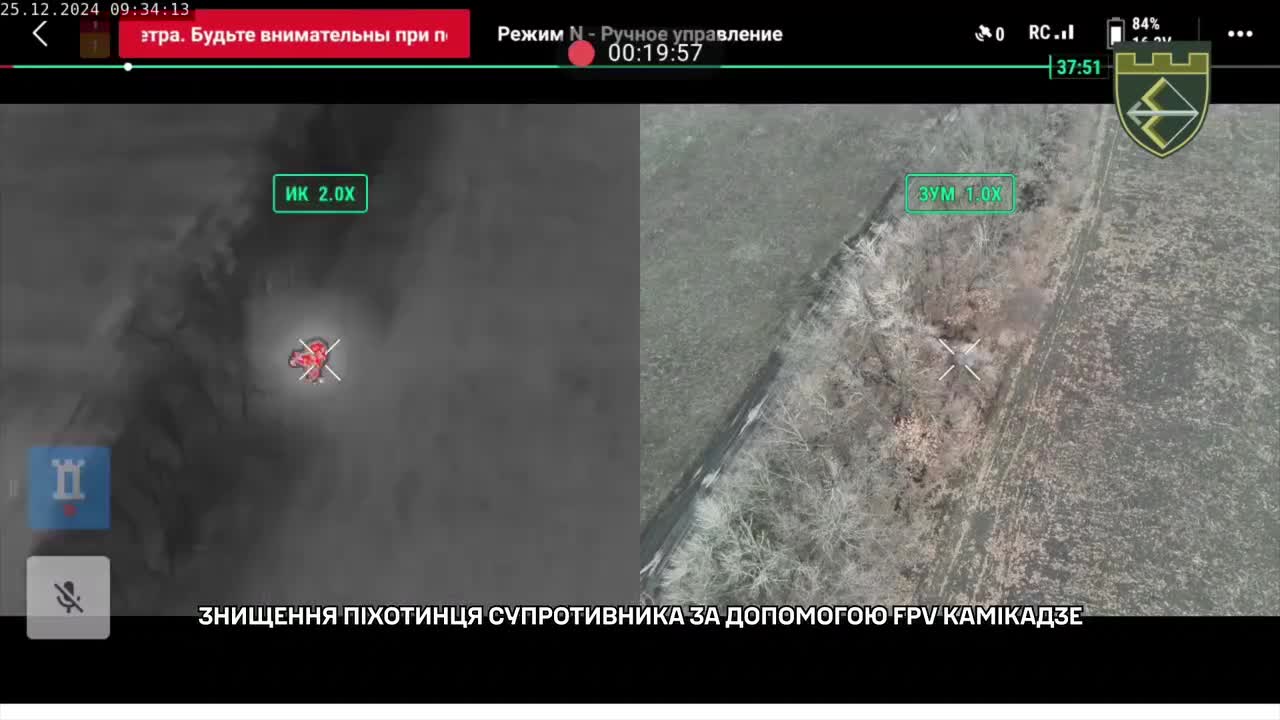 25.12.2024 09:34:13
етра. Будьте внимательны при п
Режим N - Ручное управление
0
RC
84%
00:19:57
37:51
ИК 2.0X
ЗУМ 1.0X
ЗНИЩЕННЯ ПІХОТИНЦЯ СУПРОТИВНИКА ЗА ДОПОМОГОЮ FPV КАМІКАДЗЕ